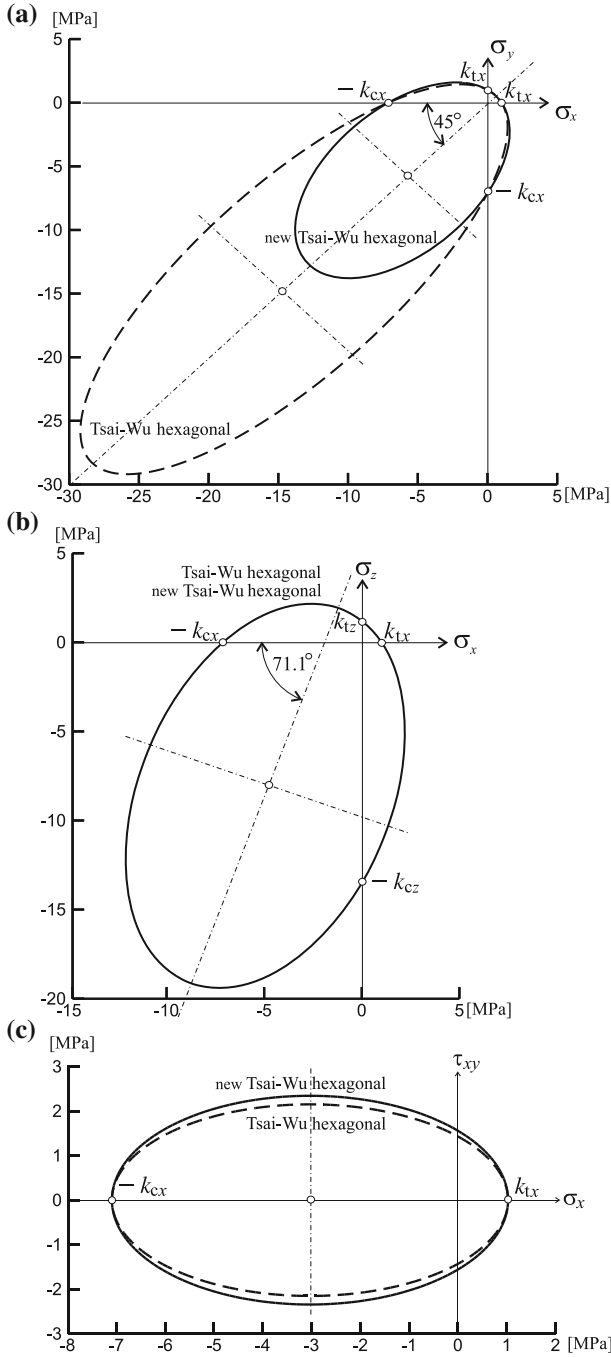 (a)
[MPa]
5
σy
ktx
− kcx
ktx
0
σx
45°
-5
− kcx
-10
new Tsai-Wu hexagonal
-15
-20
-25
Tsai-Wu hexagonal
-30
-30 -25 -20 -15 -10 -5 0 5 [MPa]
(b)
[MPa]
5
Tsai-Wu hexagonal
new Tsai-Wu hexagonal
σz
− kcx
ktz
ktx
0
σx
71.1°
-5
-10
− kcz
-15
-20
-15 -10 -5 0 5 [MPa]
(c)
[MPa]
3
τxy
new Tsai-Wu hexagonal
2
Tsai-Wu hexagonal
1
− kcx
ktx
0
σx
-1
-2
-3
-8 -7 -6 -5 -4 -3 -2 -1 0 1 2
[MPa]